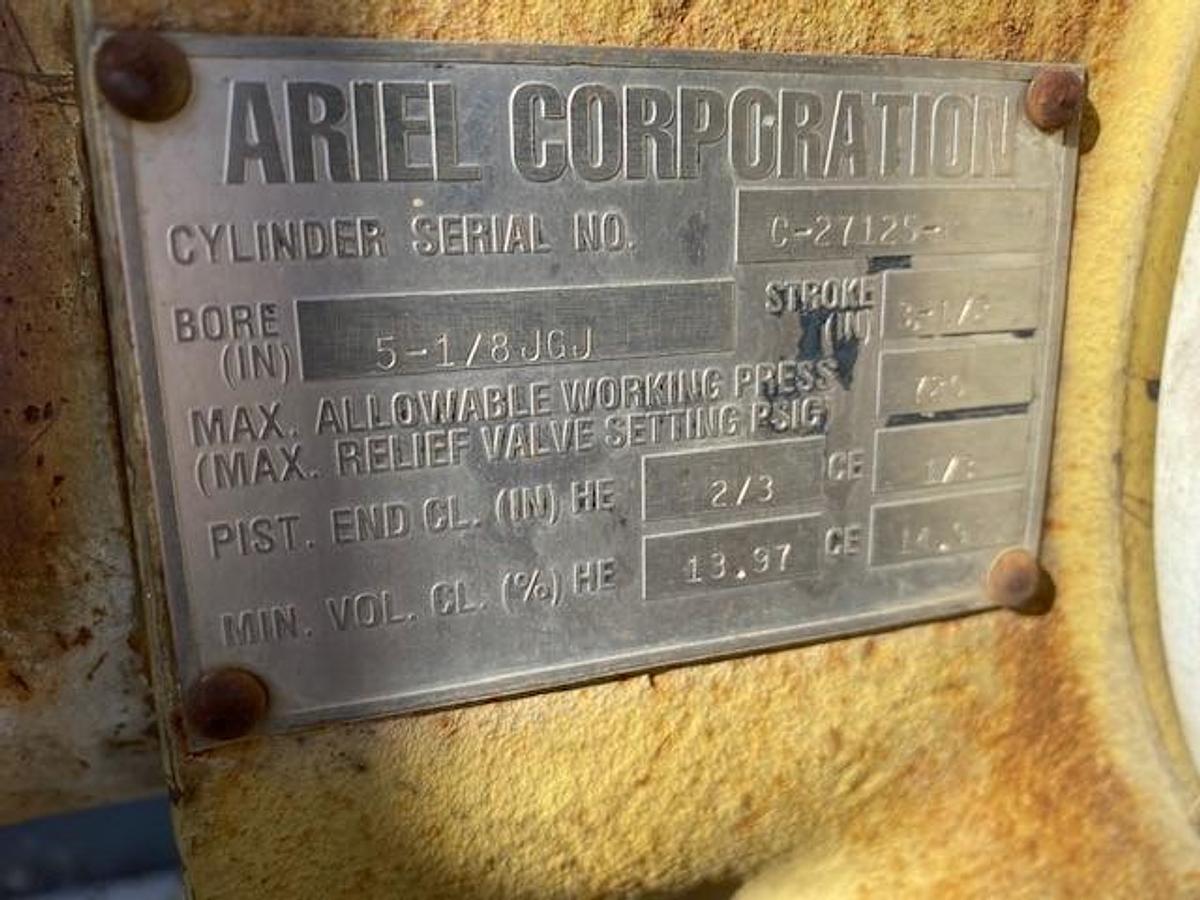 ARIEL CORPORATION
CYLINDER SERIAL NO. C-27125-
BORE (IN) 5-1/8JGJ STROKE (IN)
MAX. ALLOWABLE WORKING PRESS
(MAX. RELIEF VALVE SETTING PSIG)
PIST. END CL. (IN) HE 2/3 CE
MIN. VOL. CL. (%) HE 13.97 CE